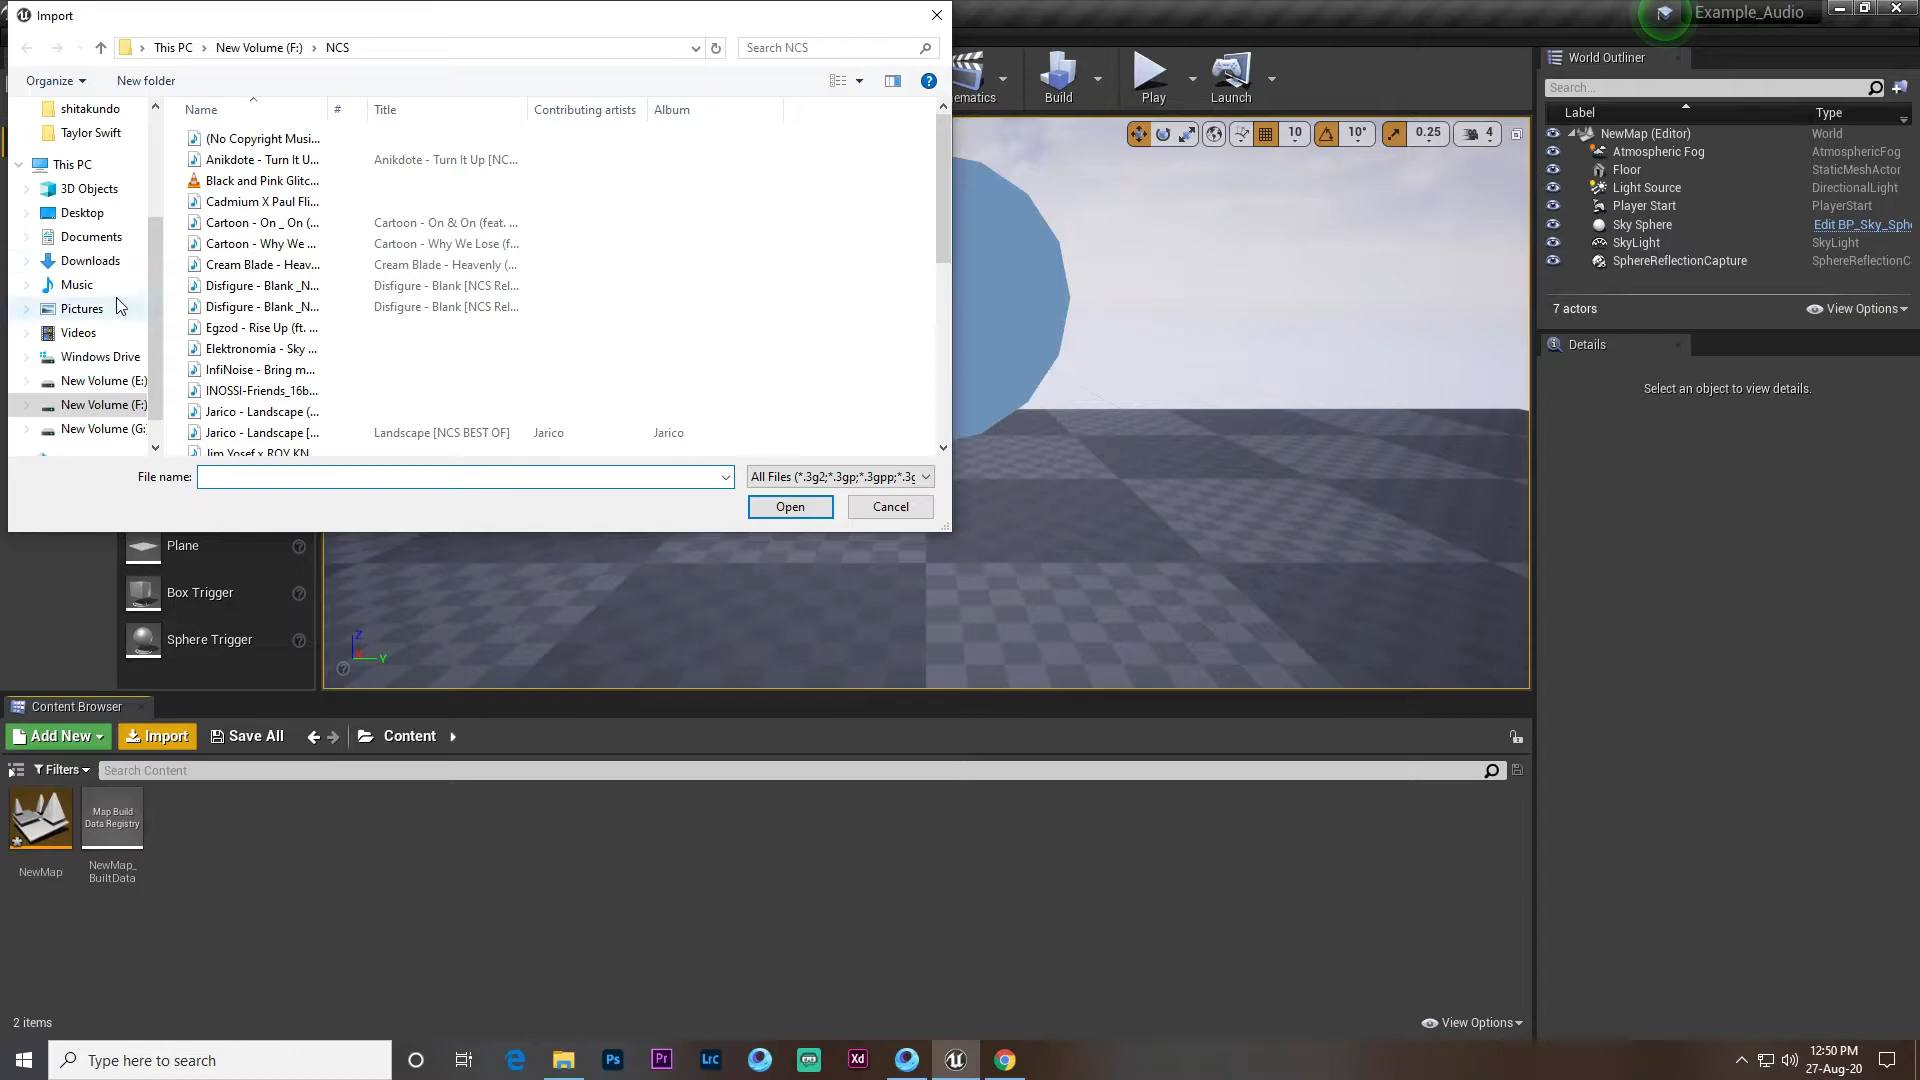 Import
Example_Audio
This PC
New Volume (F:)
NCS
Search NCS
Organize
New folder
shitakundo
Taylor Swift
This PC
3D Objects
Desktop
Documents
Downloads
Music
Pictures
Videos
Windows Drive
New Volume (E:)
New Volume (F:)
New Volume (G:
Name # Title Contributing artists Album
(No Copyright Musi...
Anikdote - Turn It U... Anikdote - Turn It Up [NC...
Black and Pink Glitc...
Cadmium X Paul Fli...
Cartoon - On _ On (... Cartoon - On & On (feat. ...
Cartoon - Why We ... Cartoon - Why We Lose (f...
Cream Blade - Heav... Cream Blade - Heavenly (...
Disfigure - Blank _N... Disfigure - Blank [NCS Rel...
Disfigure - Blank _N... Disfigure - Blank [NCS Rel...
Egzod - Rise Up (ft. ...
Elektronomia - Sky ...
InfiNoise - Bring m...
INOSSI-Friends_16b...
Jarico - Landscape (...
Jarico - Landscape [... Landscape [NCS BEST OF] Jarico Jarico
Jim Yosef x ROY KN
File name:
All Files (*.3g2;*.3gp;*.3gpp;*.3g
Open
Cancel
ematics
Build
Play
Launch
10
10°
0.25
4
World Outliner
Search...
Label Type
NewMap (Editor) World
Atmospheric Fog AtmosphericFog
Floor StaticMeshActor
Light Source DirectionalLight
Player Start PlayerStart
Sky Sphere Edit BP_Sky_Sph
SkyLight SkyLight
SphereReflectionCapture SphereReflectionC
7 actors
View Options
Details
Select an object to view details.
Plane
Box Trigger
Sphere Trigger
Z
Y
Content Browser
Add New
Import
Save All
Content
Filters
Search Content
Map Build
Data Registry
NewMap
NewMap_
BuiltData
2 items
View Options
Type here to search
Ps
Pr
Lrc
Xd
12:50 PM
27-Aug-20